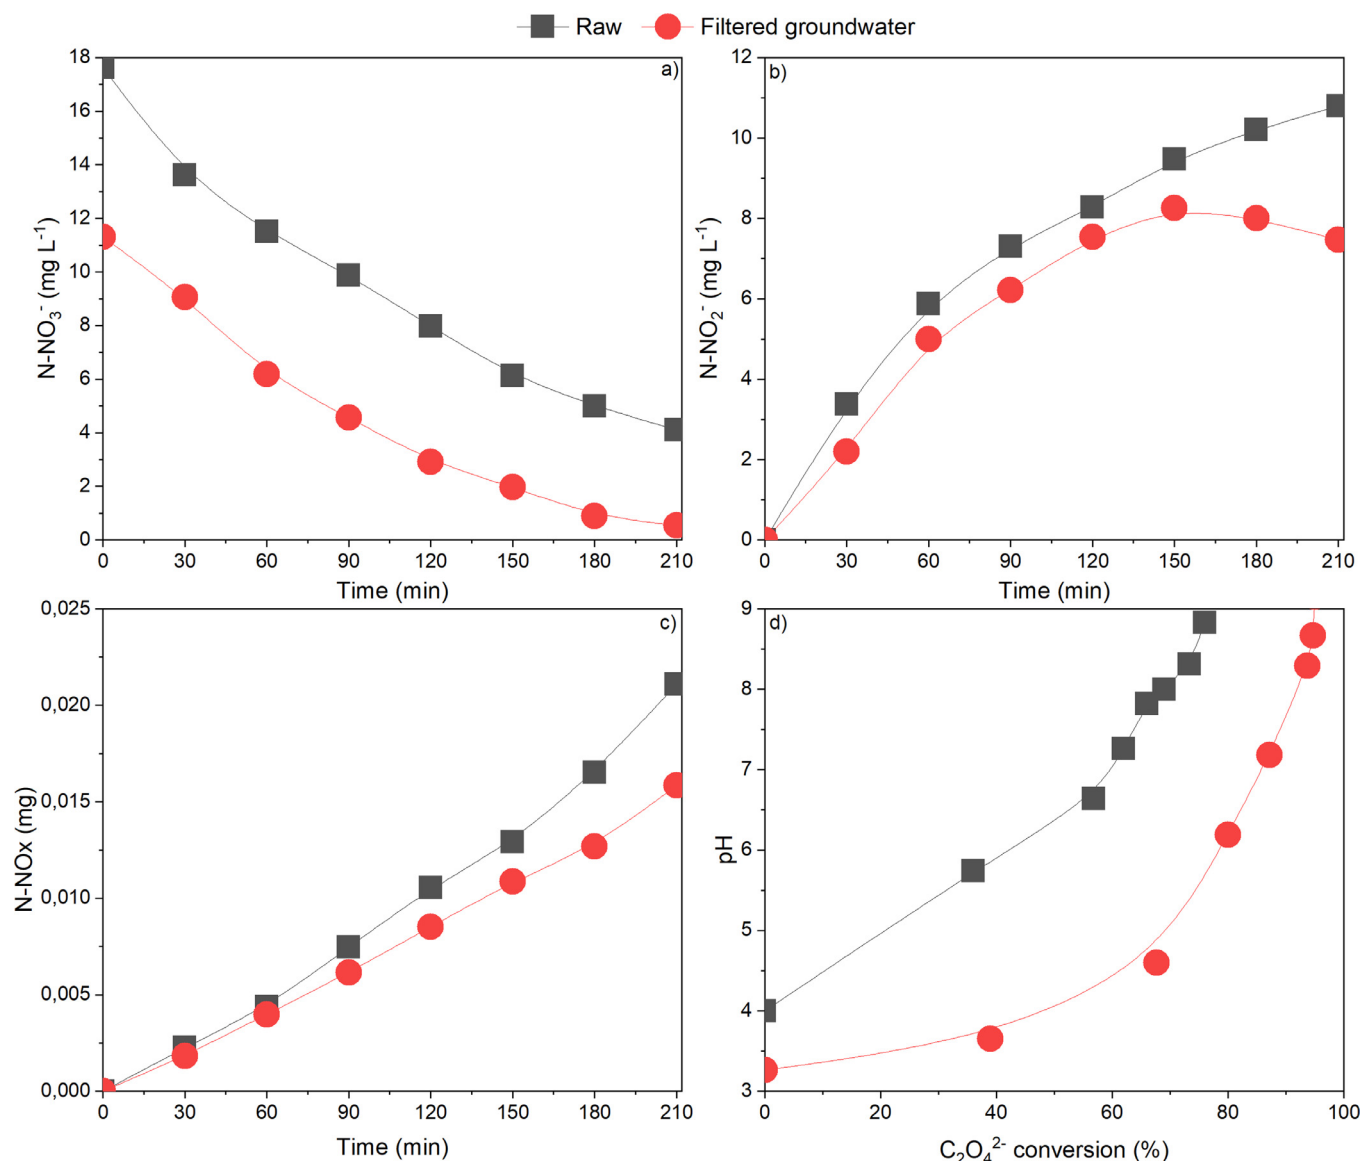 Raw Filtered groundwater
a)
18
16
14
12
10
8
6
4
2
0
N-NO₃⁻ (mg L⁻¹)
0 30 60 90 120 150 180 210
Time (min)
b)
12
10
8
6
4
2
0
N-NO₂⁻ (mg L⁻¹)
0 30 60 90 120 150 180 210
Time (min)
c)
0,025
0,020
0,015
0,010
0,005
0,000
N-NOx (mg)
0 30 60 90 120 150 180 210
Time (min)
d)
9
8
7
6
5
4
3
pH
0 20 40 60 80 100
C₂O₄²⁻ conversion (%)